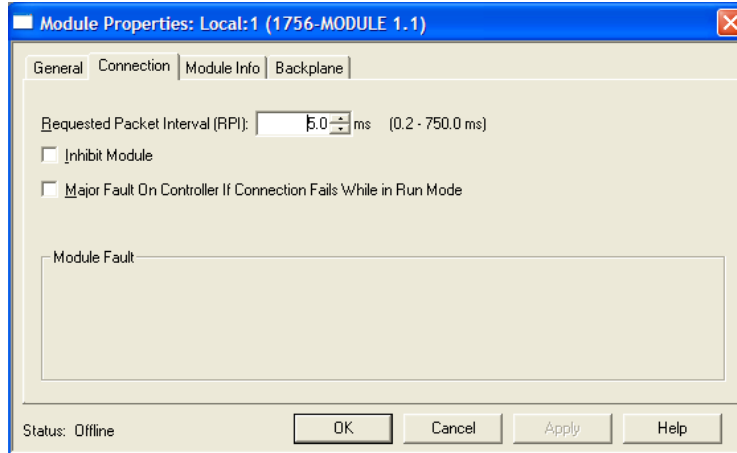 Module Properties: Local:1 (1756-MODULE 1.1)
General Connection Module Info Backplane
Requested Packet Interval (RPI): 5.0 ms (0.2 - 750.0 ms)
Inhibit Module
Major Fault On Controller If Connection Fails While in Run Mode
Module Fault
Status: Offline OK Cancel Apply Help